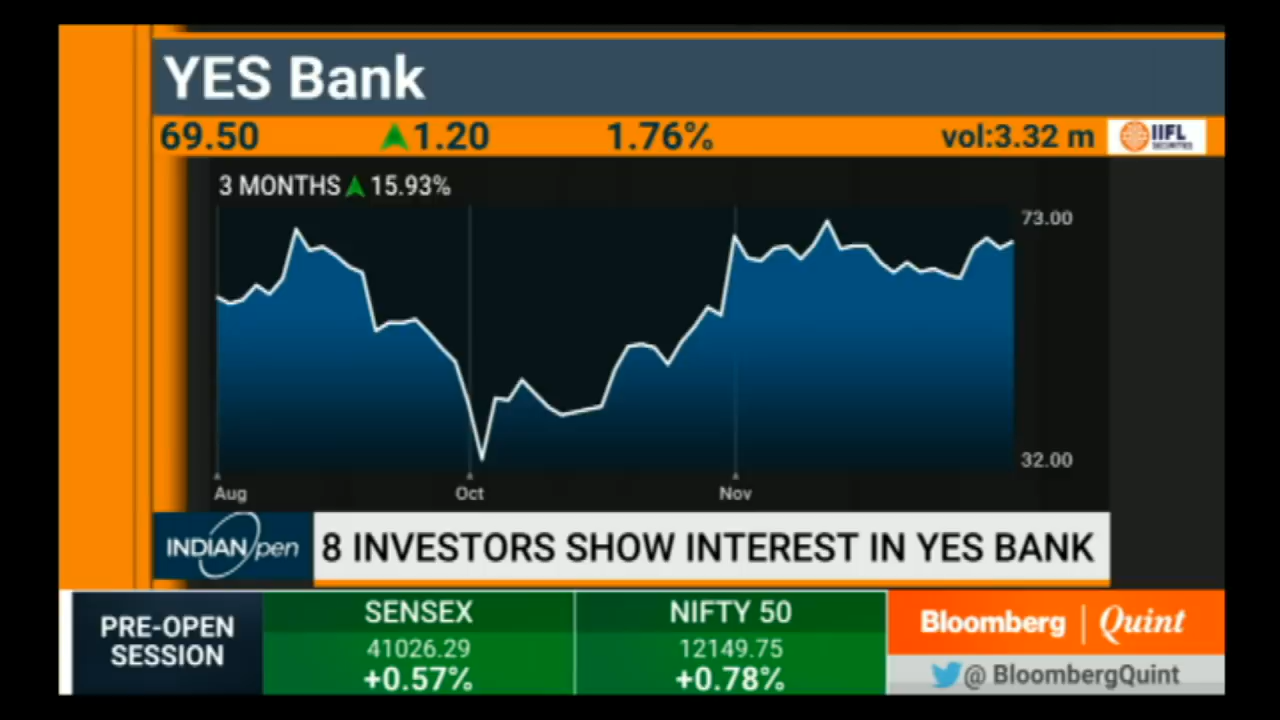 YES Bank
69.50 1.20 1.76% vol:3.32 m IIFL
SECURITIES
3 MONTHS 15.93%
73.00
32.00
Aug Oct Nov
INDIAN Open 8 INVESTORS SHOW INTEREST IN YES BANK
PRE-OPEN
SESSION
SENSEX
41026.29
+0.57%
NIFTY 50
12149.75
+0.78%
Bloomberg | Quint
@ BloombergQuint